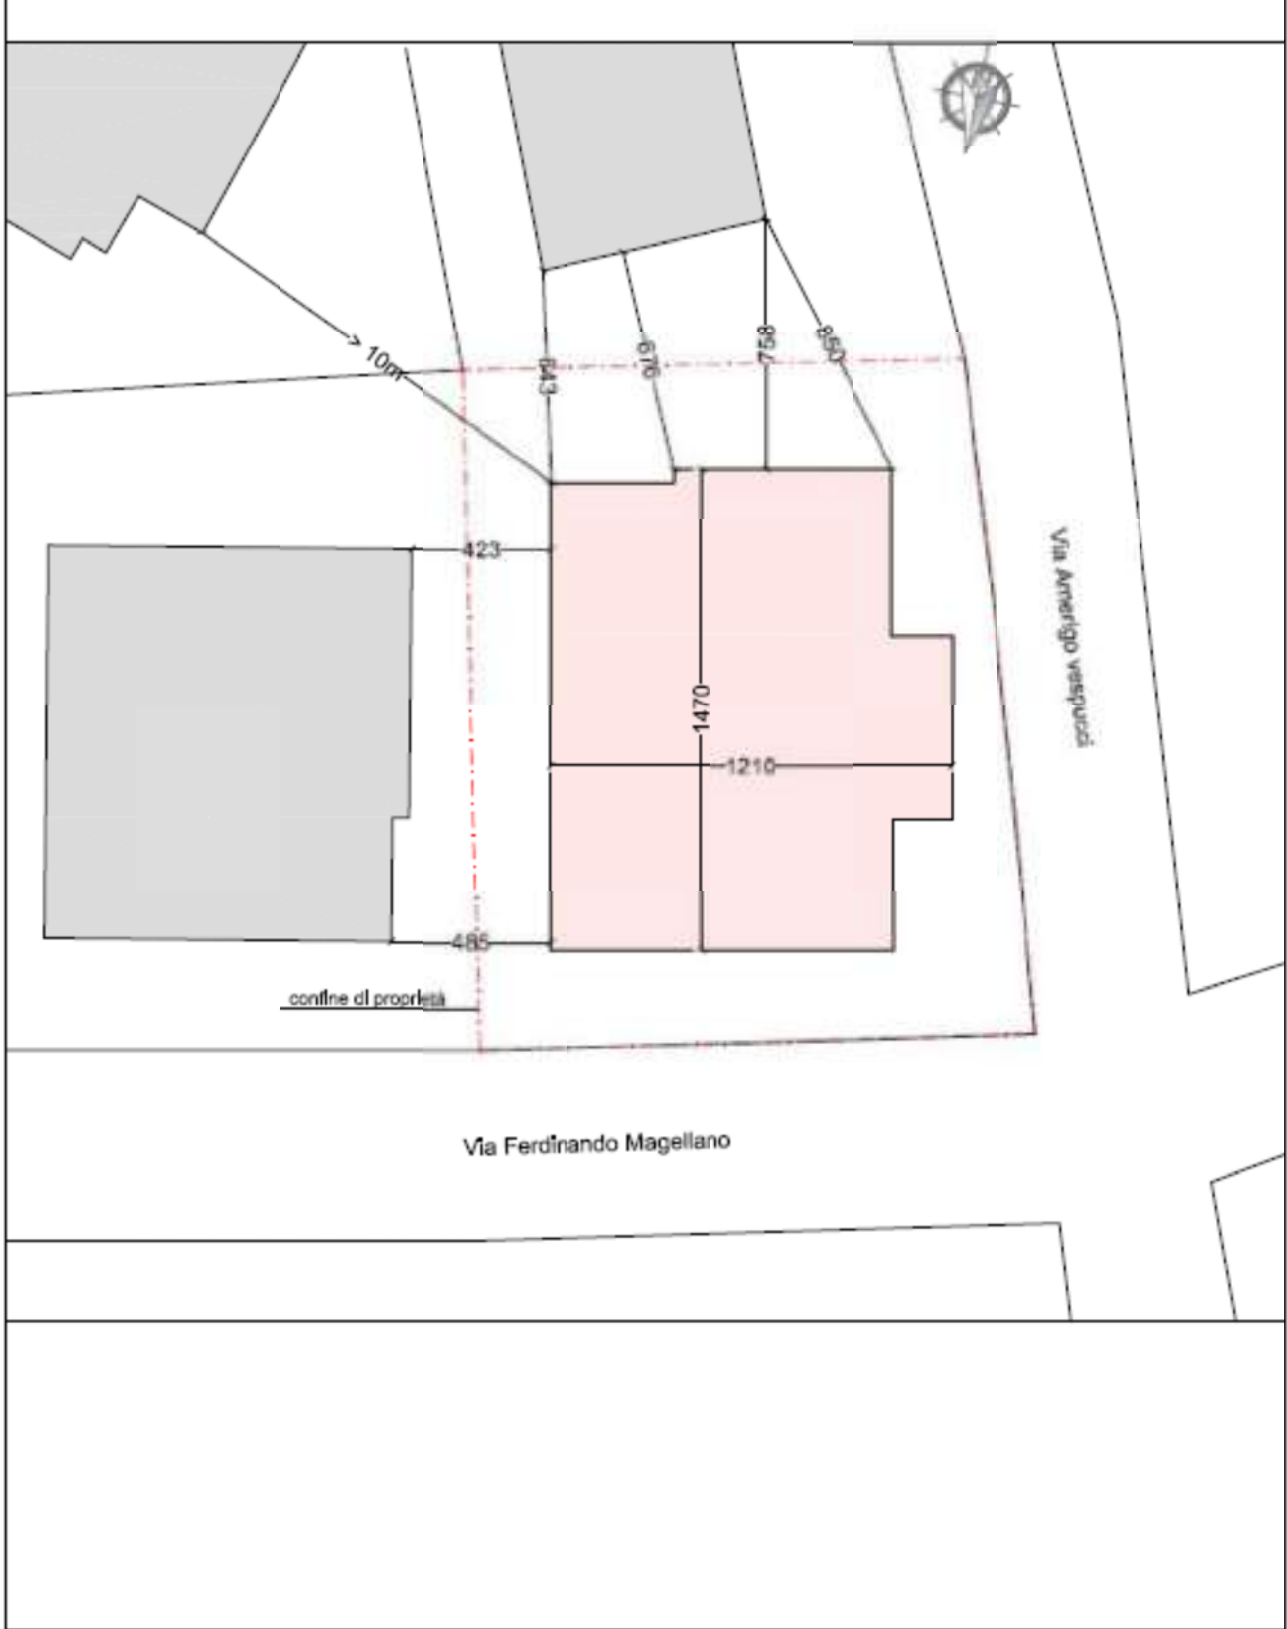 > 10m
643
676
758
850
423
1470
1210
485
Via Amerigo vespucci
confine di proprietà
Via Ferdinando Magellano